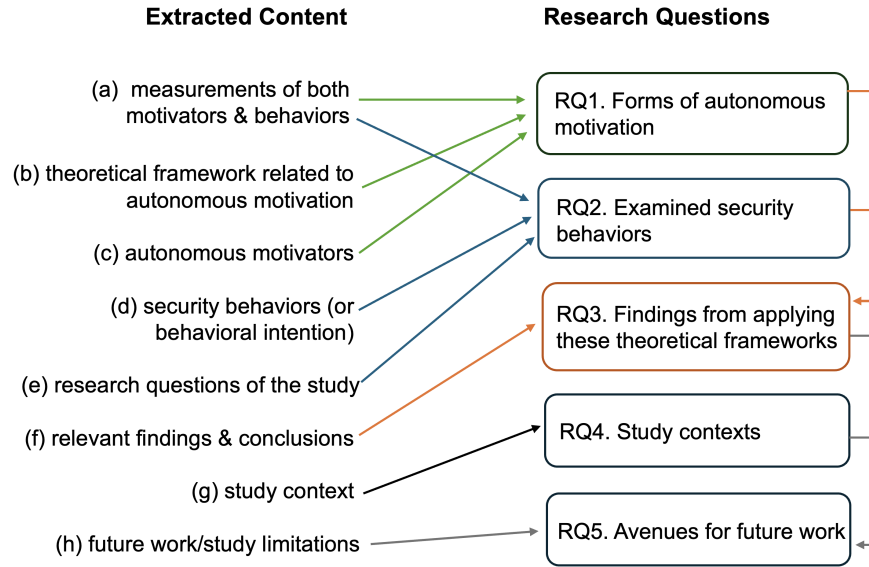 Extracted Content
Research Questions
(a) measurements of both
motivators & behaviors
(b) theoretical framework related to
autonomous motivation
(c) autonomous motivators
(d) security behaviors (or
behavioral intention)
(e) research questions of the study
(f) relevant findings & conclusions
(g) study context
(h) future work/study limitations
RQ1. Forms of autonomous
motivation
RQ2. Examined security
behaviors
RQ3. Findings from applying
these theoretical frameworks
RQ4. Study contexts
RQ5. Avenues for future work